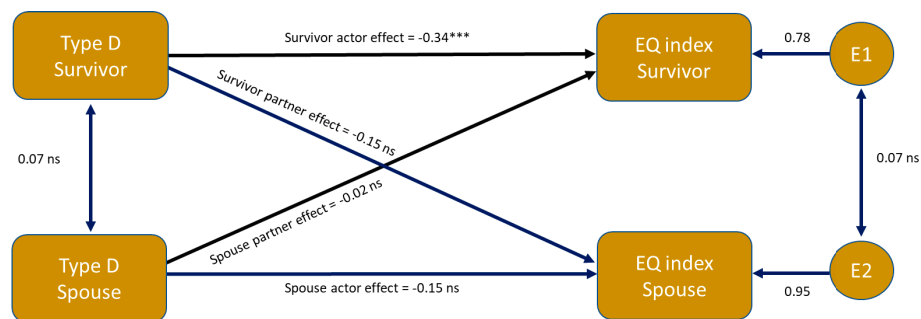 Type D
Survivor
Survivor actor effect = -0.34***
EQ index
Survivor
0.78
E1
Survivor partner effect = -0.15 ns
0.07 ns
0.07 ns
Spouse partner effect = -0.02 ns
Type D
Spouse
Spouse actor effect = -0.15 ns
EQ index
Spouse
0.95
E2